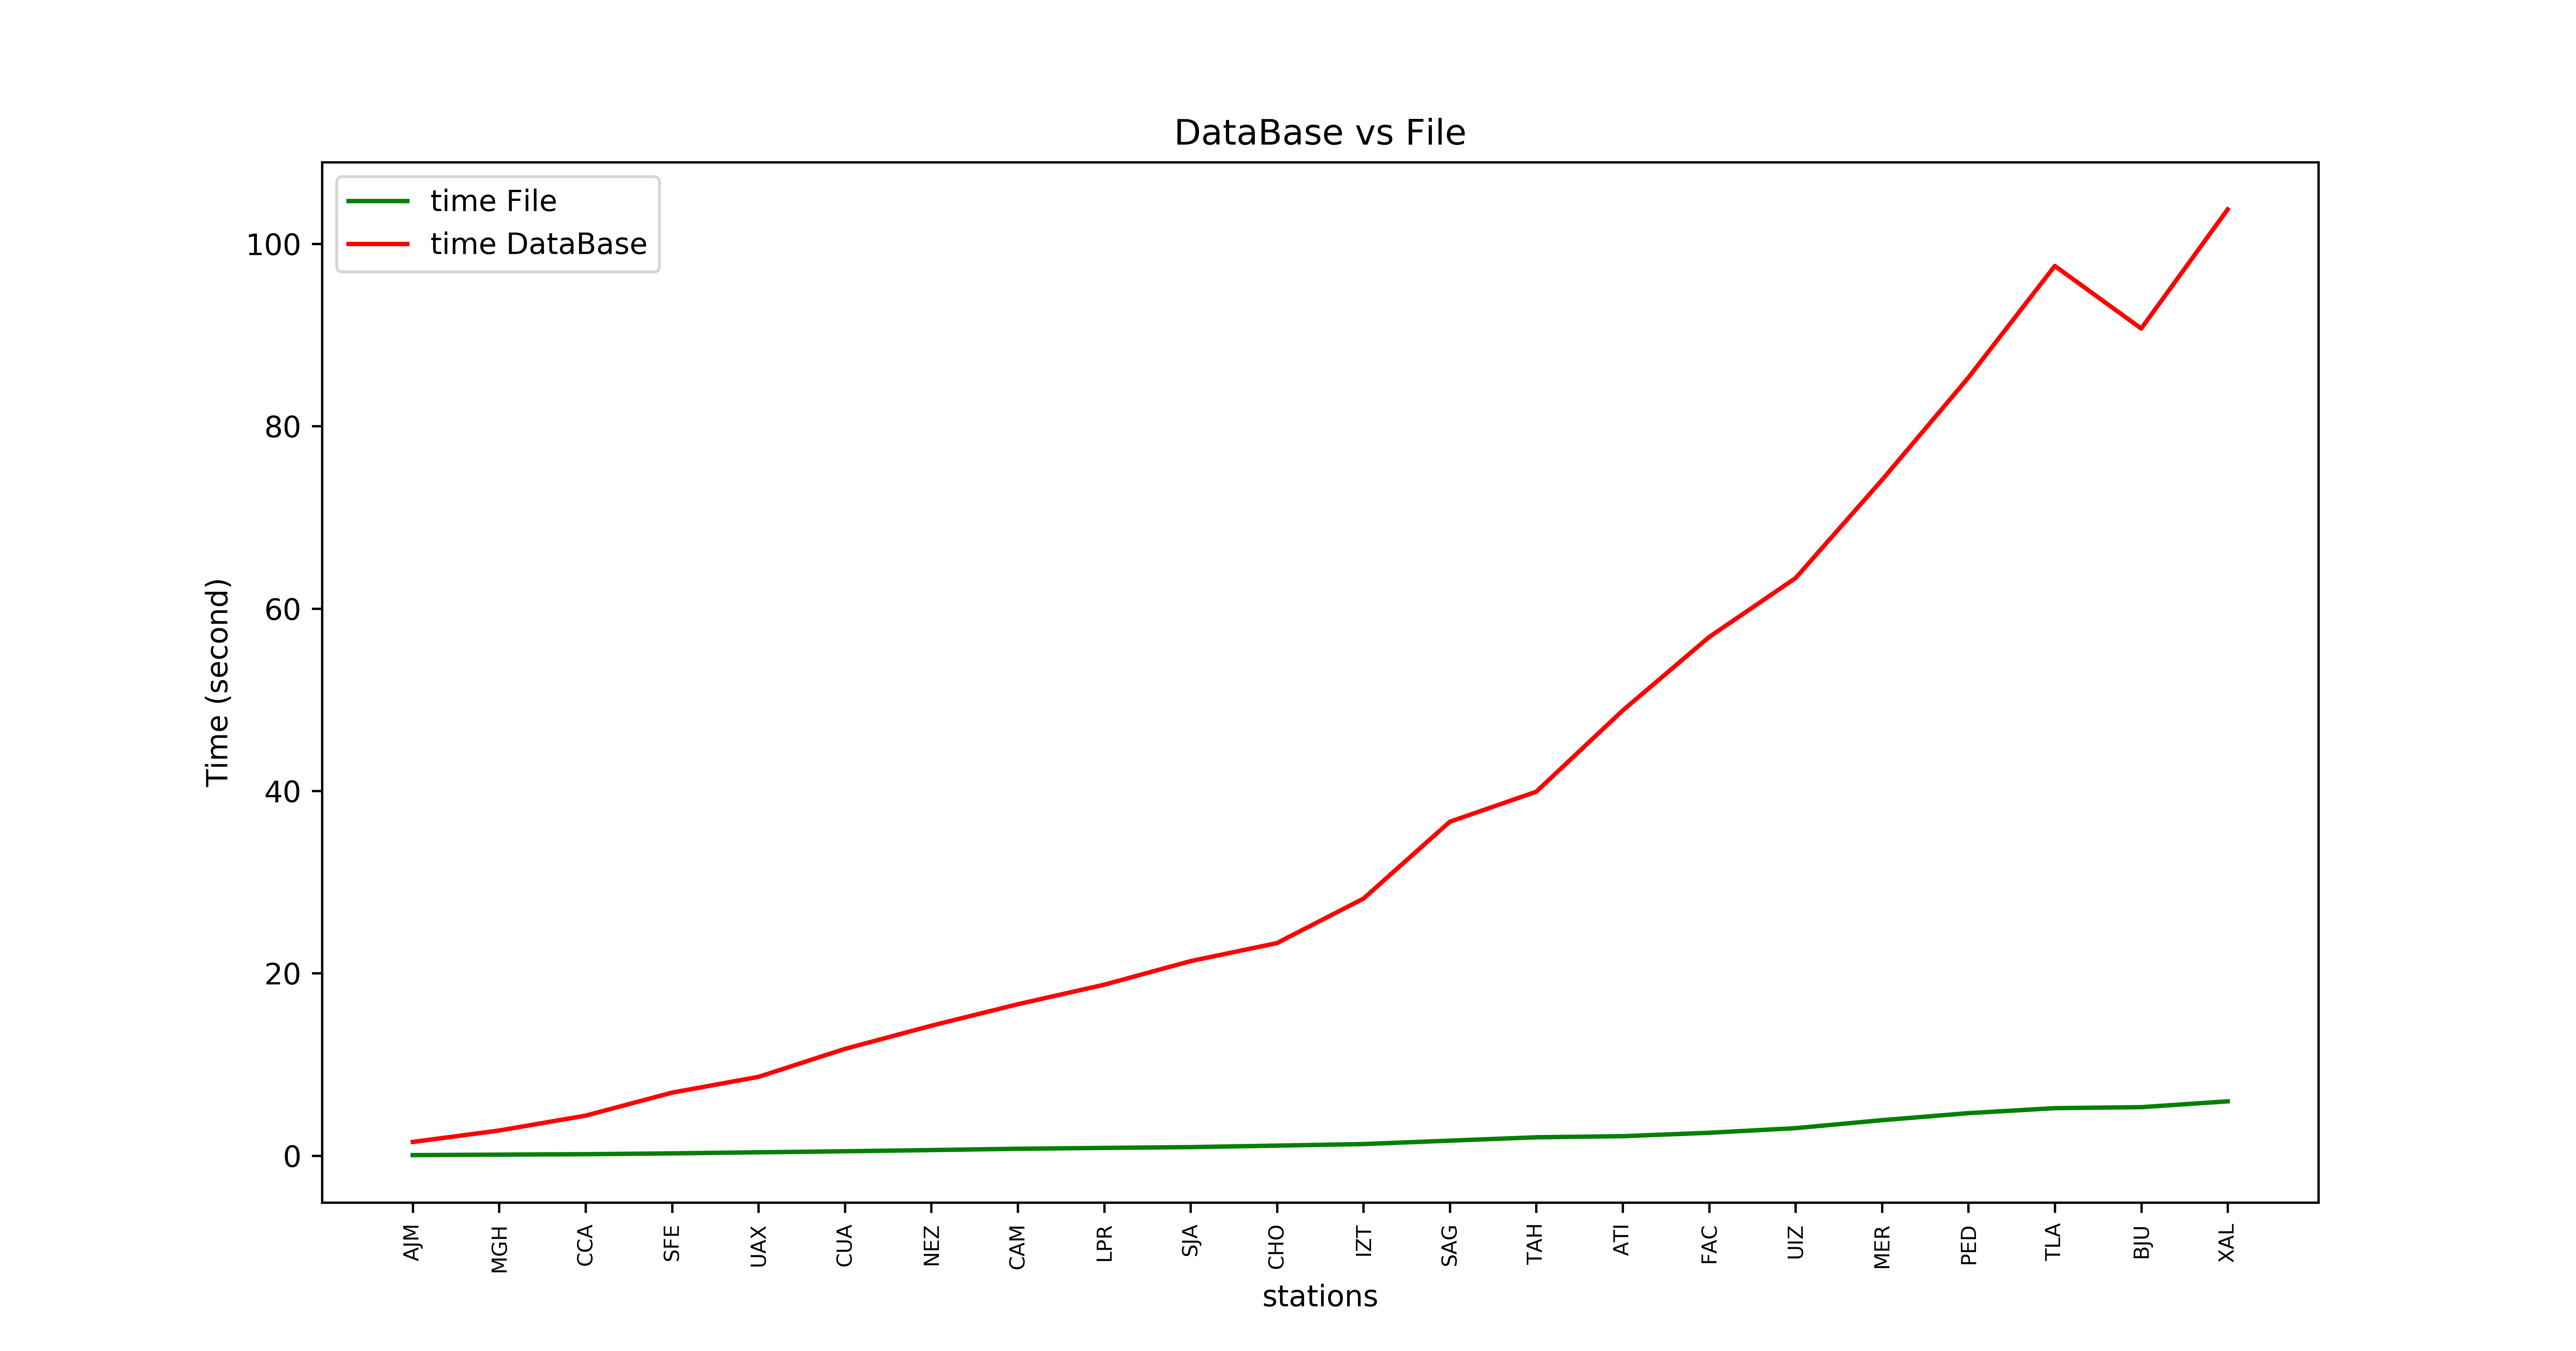 DataBase vs File
time File
time DataBase
100
80
60
40
20
0
Time (second)
AJM MGH CCA SFE UAX CUA NEZ CAM LPR SJA CHO IZT SAG TAH ATI FAC UIZ MER PED TLA BJU XAL
stations